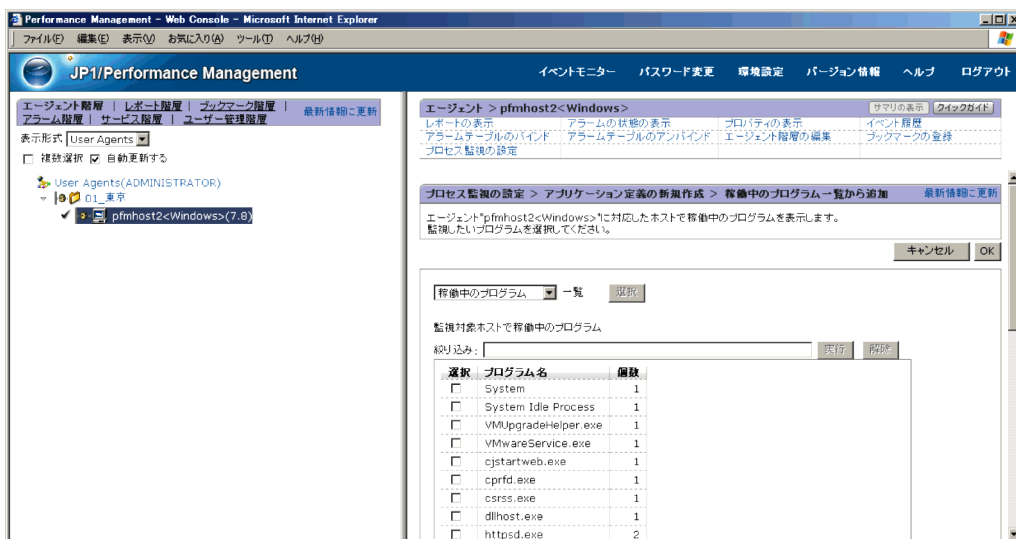 Performance Management - Web Console - Microsoft Internet Explorer
ファイル(F) 編集(E) 表示(V) お気に入り(A) ツール(T) ヘルプ(H)
JP1/Performance Management
イベントモニター パスワード変更 環境設定 バージョン情報 ヘルプ ログアウト
エージェント階層 | レポート階層 | ブックマーク階層 |
アラーム階層 | サービス階層 | ユーザー管理階層
最新情報に更新
表示形式 User Agents
複数選択 自動更新する
User Agents(ADMINISTRATOR)
01_東京
pfmhost2<Windows>(7.8)
エージェント > pfmhost2<Windows>
サマリの表示 クイックガイド
レポートの表示 アラームの状態の表示 プロパティの表示 イベント履歴
アラームテーブルのバインド アラームテーブルのアンバインド エージェント階層の編集 ブックマークの登録
プロセス監視の設定
プロセス監視の設定 > アプリケーション定義の新規作成 > 稼働中のプログラム一覧から追加 最新情報に更新
エージェント"pfmhost2<Windows>"に対応したホストで稼働中のプログラムを表示します。
監視したいプログラムを選択してください。
キャンセル OK
稼働中のプログラム 一覧 選択
監視対象ホストで稼働中のプログラム
絞り込み: 実行 解除
選択 プログラム名 個数
System 1
System Idle Process 1
VMUpgradeHelper.exe 1
VMwareService.exe 1
cjstartweb.exe 1
cprfd.exe 1
csrss.exe 1
dllhost.exe 1
httpsd.exe 2